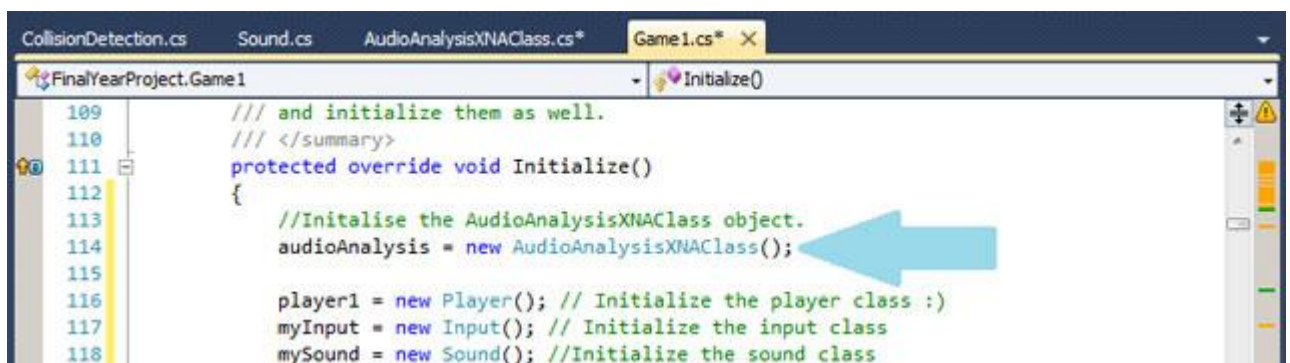 CollisionDetection.cs Sound.cs AudioAnalysisXNAClass.cs* Game1.cs*
FinalYearProject.Game1 Initialize()
109 /// and initialize them as well.
110 /// </summary>
111 protected override void Initialize()
112 {
113 //Initalise the AudioAnalysisXNAClass object.
114 audioAnalysis = new AudioAnalysisXNAClass();
115
116 player1 = new Player(); // Initialize the player class :)
117 myInput = new Input(); // Initialize the input class
118 mySound = new Sound(); //Initialize the sound class